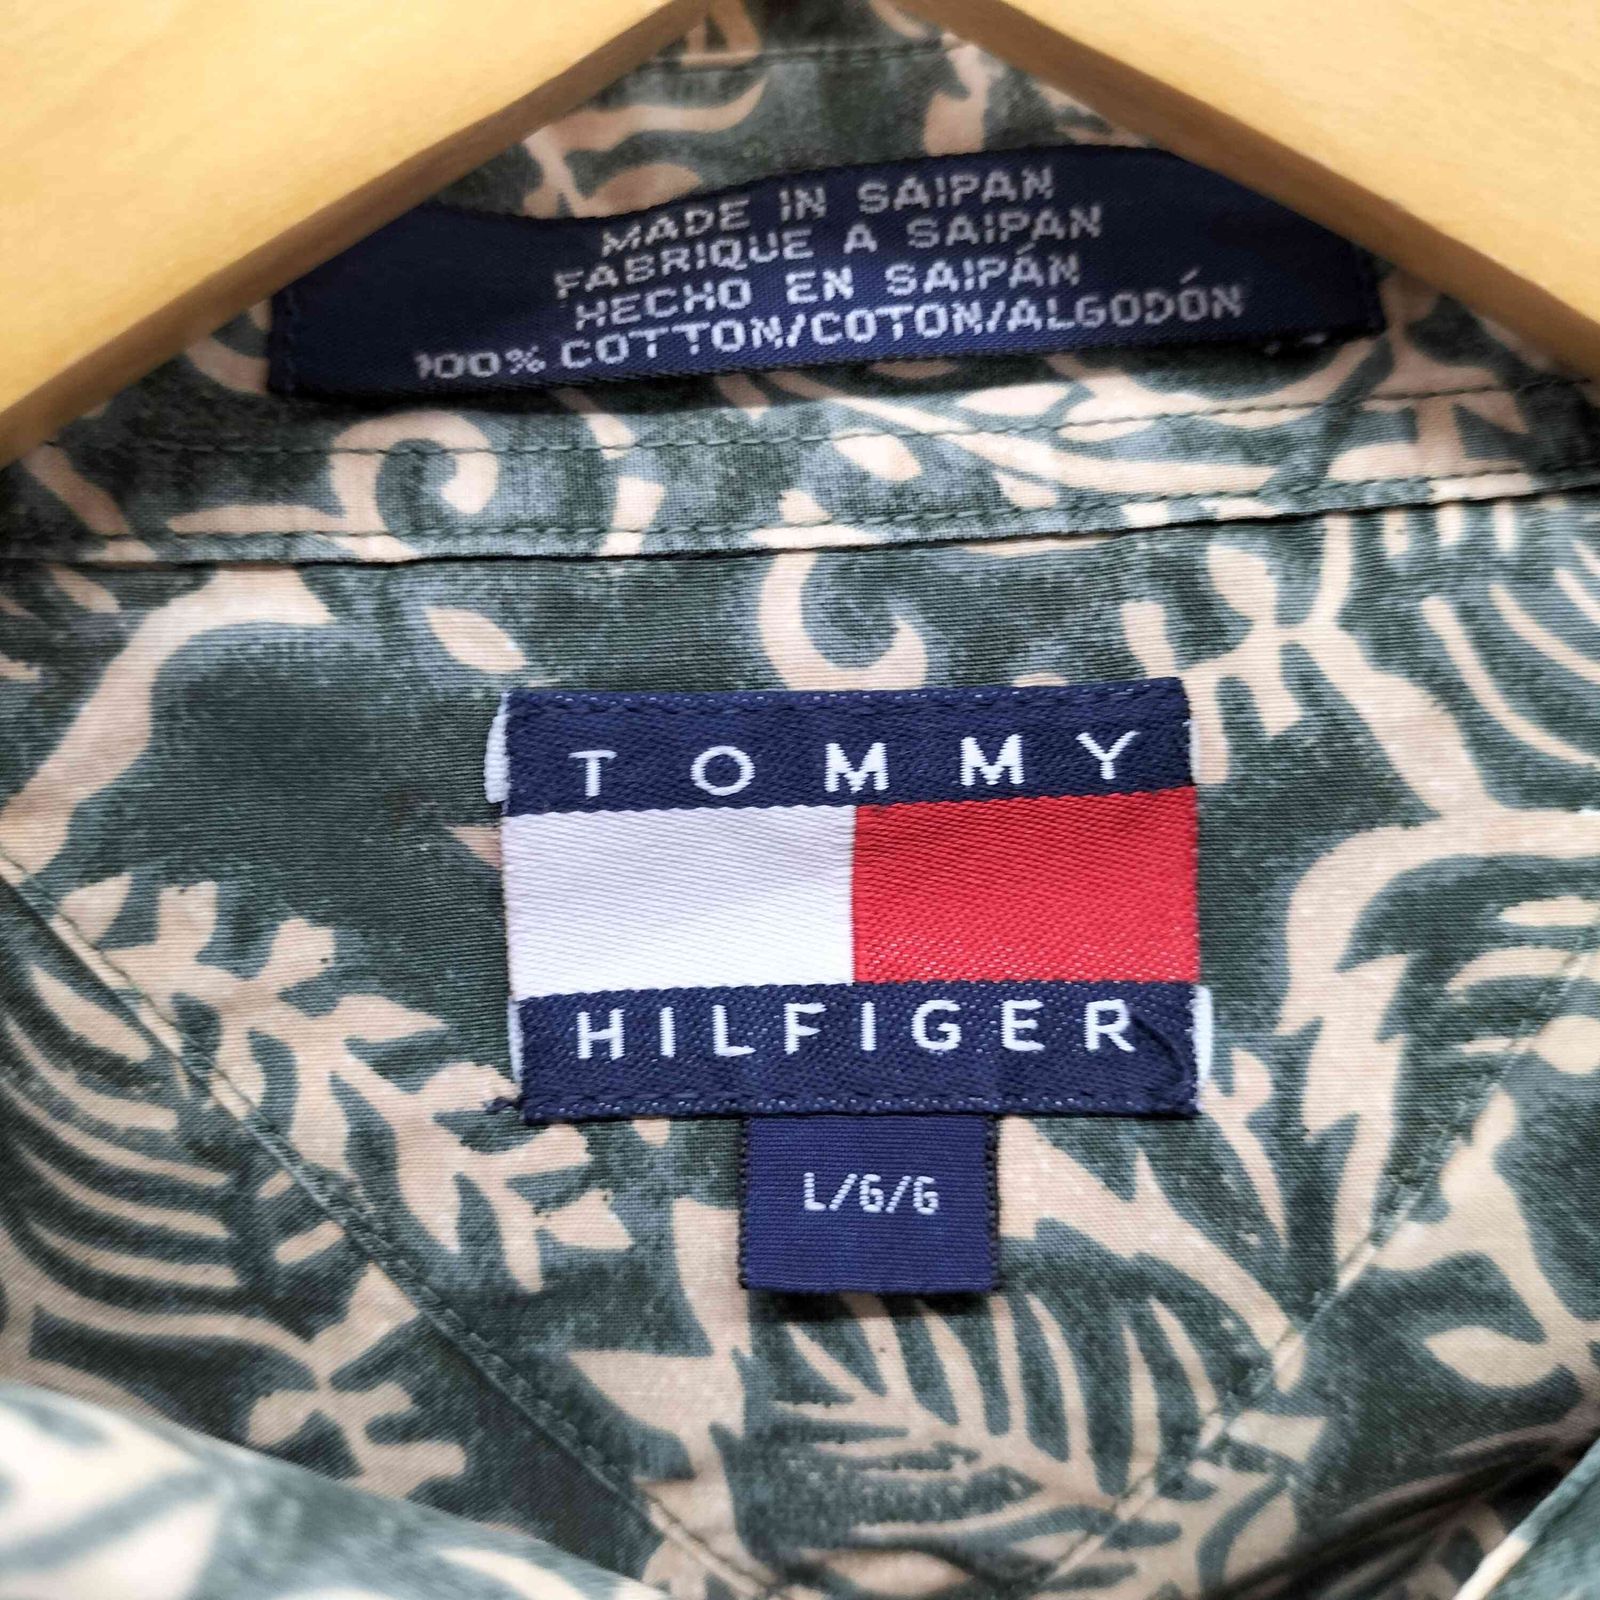 MADE IN SAIPAN
FABRIQUE A SAIPAN
HECHO EN SAIPÁN
100% COTTON/COTON/ALGODÓN
TOMMY
HILFIGER
L/G/G